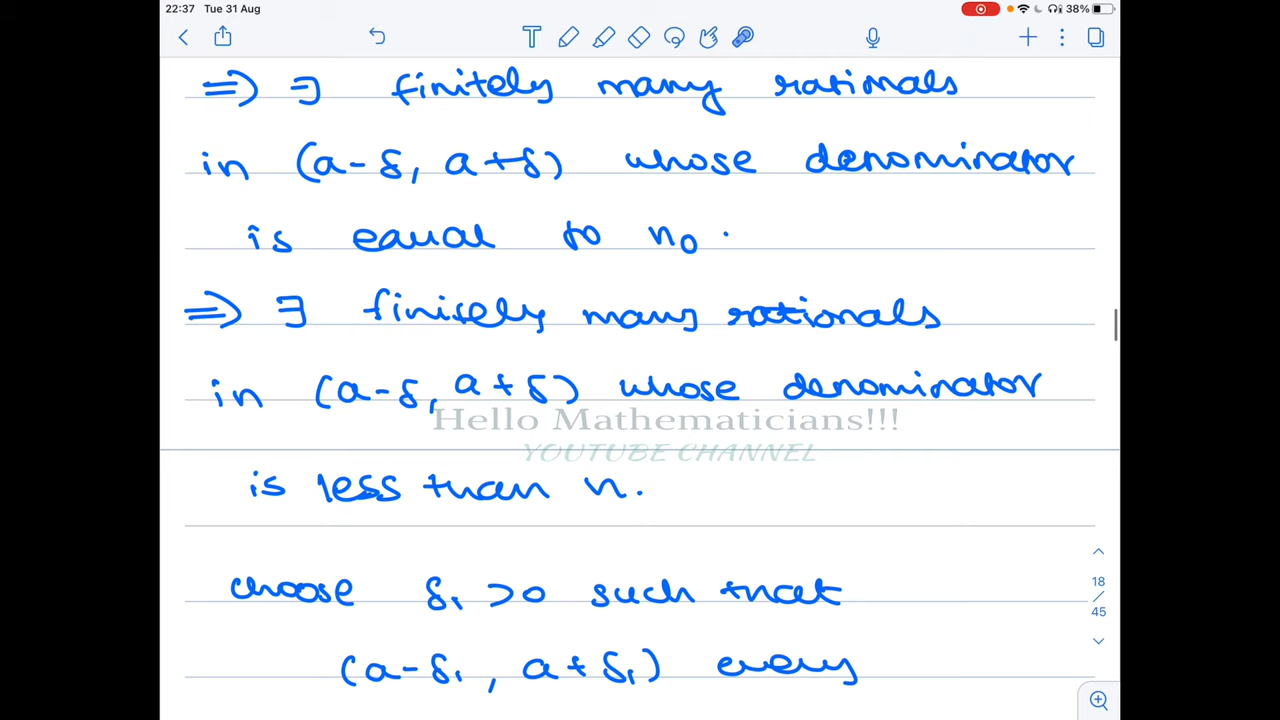 22:37 Tue 31 Aug
38%
⇒ ∃ finitely many rationals
in (a-δ, a+δ) whose denominator
is equal to n₀.
⇒ ∃ finitely many rationals
in (a-δ, a+δ) whose denominator
Hello Mathematicians!!!
YOUTUBE CHANNEL
is less than n.
choose δ₁ >0 such that
(a-δ₁, a+δ₁) every
18
/
45